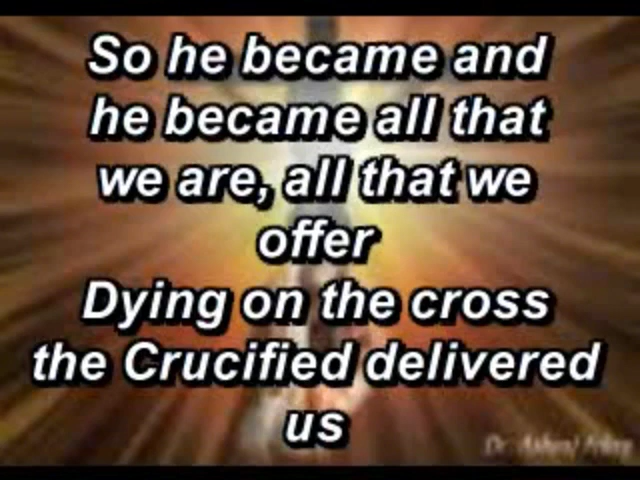 So he became and
he became all that
we are, all that we
offer
Dying on the cross
the Crucified delivered
us
Dr.